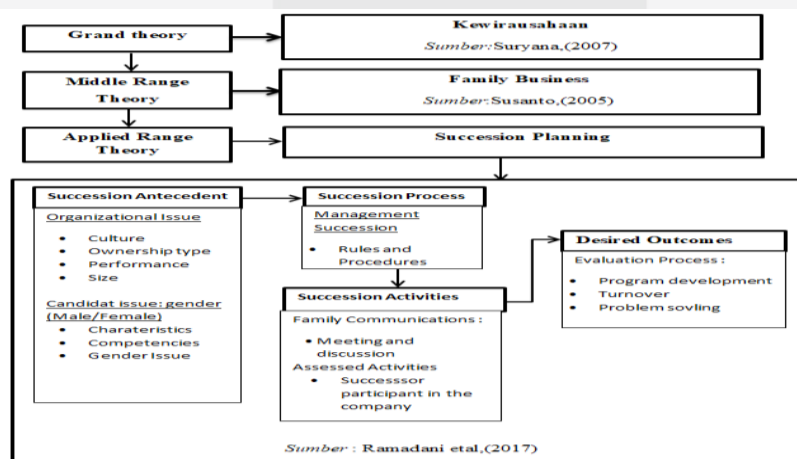 Grand theory
Kewirausahaan
Sumber:Suryana,(2007)
Middle Range
Theory
Family Business
Sumber:Susanto,(2005)
Applied Range
Theory
Succession Planning
Succession Antecedent
Organizational Issue
• Culture
• Ownership type
• Performance
• Size
Candidat issue: gender
(Male/Female)
• Charateristics
• Competencies
• Gender Issue
Succession Process
Management
Succession
• Rules and
Procedures
Succession Activities
Family Communications :
• Meeting and
discussion
Assessed Activities
• Successsor
participant in the
company
Desired Outcomes
Evaluation Process :
• Program development
• Turnover
• Problem sovling
Sumber : Ramadani etal,(2017)